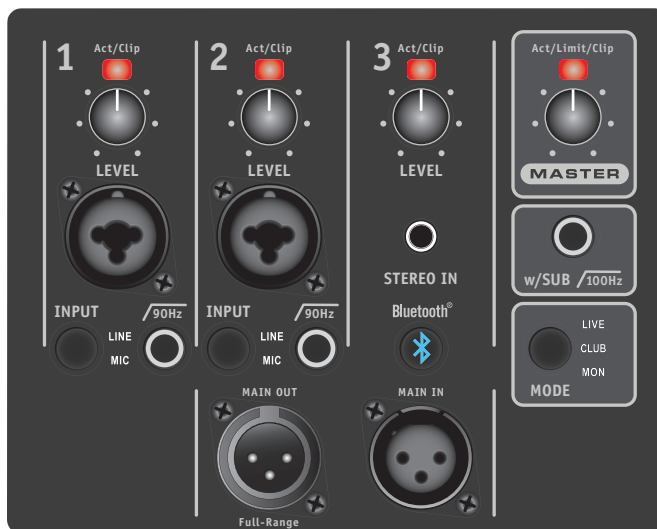 1
Act/Clip
LEVEL
INPUT
90Hz
LINE
MIC
2
Act/Clip
LEVEL
INPUT
90Hz
LINE
MIC
3
Act/Clip
LEVEL
STEREO IN
Bluetooth®
MAIN OUT
Full-Range
MAIN IN
Act/Limit/Clip
MASTER
w/SUB 100Hz
LIVE
CLUB
MON
MODE